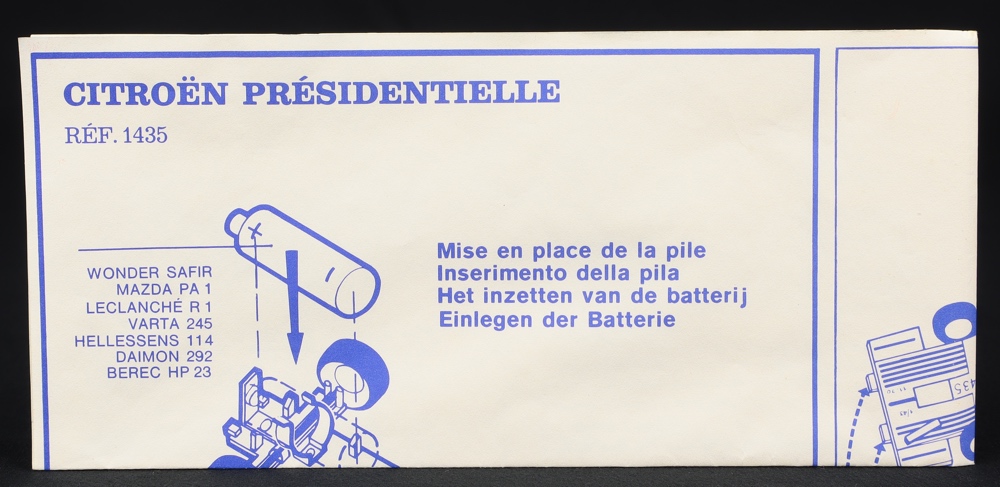 CITROËN PRÉSIDENTIELLE
RÉF. 1435
+
-
WONDER SAFIR
MAZDA PA 1
LECLANCHÉ R 1
VARTA 245
HELLESSENS 114
DAIMON 292
BEREC HP 23
Mise en place de la pile
Inserimento della pila
Het inzetten van de batterij
Einlegen der Batterie